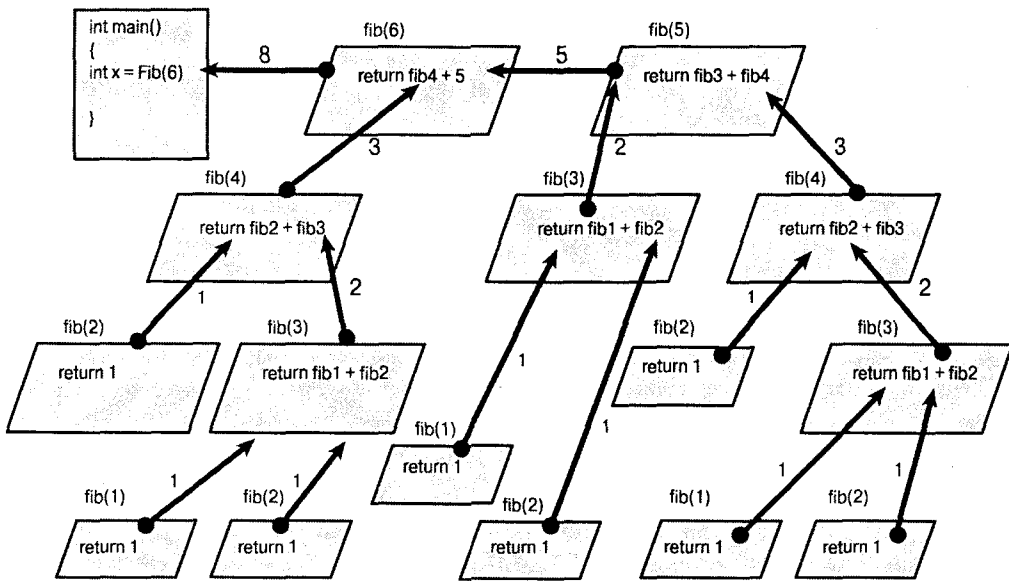 int main()
{
int x = Fib(6)
}
fib(6)
return fib4 + 5
fib(5)
return fib3 + fib4
8
5
3
2
3
fib(4)
return fib2 + fib3
fib(3)
return fib1 + fib2
fib(4)
return fib2 + fib3
1
2
1
2
fib(2)
return 1
fib(3)
return fib1 + fib2
fib(2)
return 1
fib(3)
return fib1 + fib2
1
1
fib(1)
return 1
1
1
1
1
fib(1)
return 1
fib(2)
return 1
fib(2)
return 1
fib(1)
return 1
fib(2)
return 1